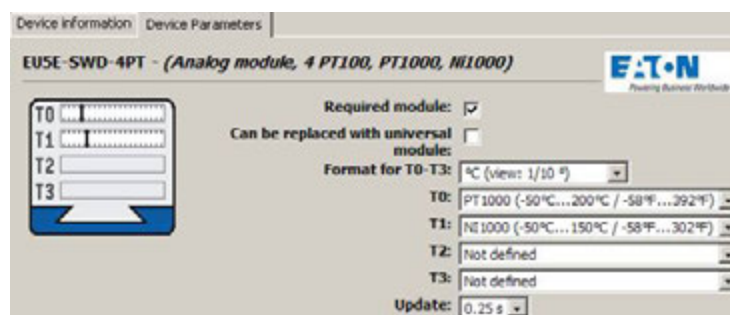 Device information Device Parameters
EU5E-SWD-4PT - (Analog module, 4 PT100, PT1000, Ni1000)
EATON
Powering Business Worldwide
T0
T1
T2
T3
Required module:
Can be replaced with universal
module:
Format for T0-T3: °C (view: 1/10 °)
T0: PT1000 (-50°C...200°C / -58°F...392°F)
T1: NI1000 (-50°C...150°C / -58°F...302°F)
T2: Not defined
T3: Not defined
Update: 0.25 s